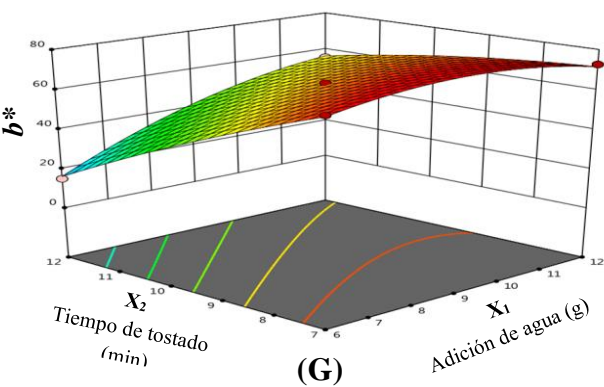 80
60
40
20
0
b*
12
11
10
9
8
7
6
7
8
9
10
11
12
X₂
X₁
Tiempo de tostado
(min)
Adición de agua (g)
(G)